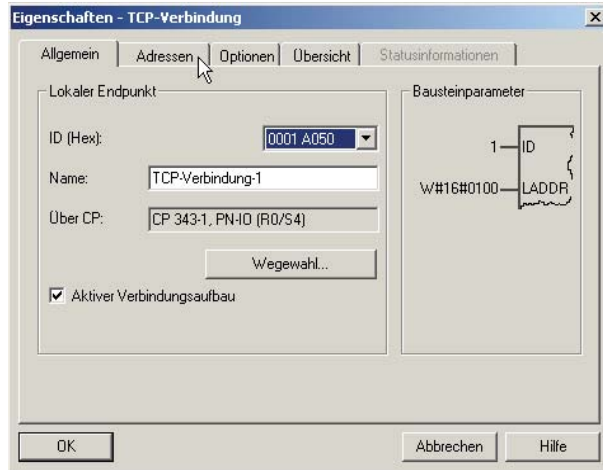 Eigenschaften - TCP-Verbindung
Allgemein Adressen Optionen Übersicht Statusinformationen
Lokaler Endpunkt
ID (Hex): 0001 A050
Name: TCP-Verbindung-1
Über CP: CP 343-1, PN-IO (R0/S4)
Wegewahl...
Aktiver Verbindungsaufbau
Bausteinparameter
1 ID
W#16#0100 LADDR
OK Abbrechen Hilfe